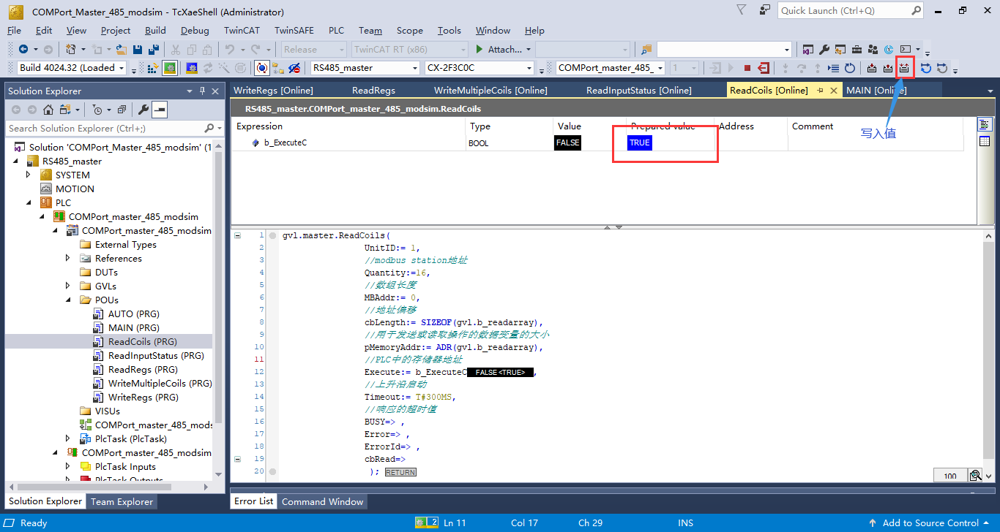 COMPort_Master_485_modsim - TcXaeShell (Administrator)
Quick Launch (Ctrl+Q)
File Edit View Project Build Debug TwinCAT TwinSAFE PLC Team Scope Tools Window Help
Release TwinCAT RT (x86) Attach...
Build 4024.32 (Loaded RS485_master CX-2F3C0C COMPort_master_485_ 1
Solution Explorer
Search Solution Explorer (Ctrl+;)
Solution 'COMPort_Master_485_modsim' (1
RS485_master
SYSTEM
MOTION
PLC
COMPort_master_485_modsim
COMPort_master_485_modsim
External Types
References
DUTs
GVLs
POUs
AUTO (PRG)
MAIN (PRG)
ReadCoils (PRG)
ReadInputStatus (PRG)
ReadRegs (PRG)
WriteMultipleCoils (PRG)
WriteRegs (PRG)
VISUs
COMPort_master_485_mods
PlcTask (PlcTask)
COMPort_master_485_modsim
PlcTask Inputs
PlcTask Outputs
Solution Explorer Team Explorer
WriteRegs [Online] ReadRegs WriteMultipleCoils [Online] ReadInputStatus [Online] ReadCoils [Online] MAIN [Online]
RS485_master.COMPort_master_485_modsim.ReadCoils
Expression Type Value Prepared value Address Comment
b_ExecuteC BOOL FALSE TRUE
写入值
1 gvl.master.ReadCoils(
2 UnitID:= 1,
3 //modbus station地址
4 Quantity:=16,
5 //数组长度
6 MBAddr:= 0,
7 //地址偏移
8 cbLength:= SIZEOF(gvl.b_readarray),
9 //用于发送或读取操作的数据变量的大小
10 pMemoryAddr:= ADR(gvl.b_readarray),
11 //PLC中的存储器地址
12 Execute:= b_ExecuteC FALSE<TRUE> ,
13 //上升沿启动
14 Timeout:= T#300MS,
15 //响应的超时值
16 BUSY=> ,
17 Error=> ,
18 ErrorId=> ,
19 cbRead=>
20 ); RETURN
100
Error List Command Window
Ready 2 Ln 11 Col 17 Ch 29 INS Add to Source Control